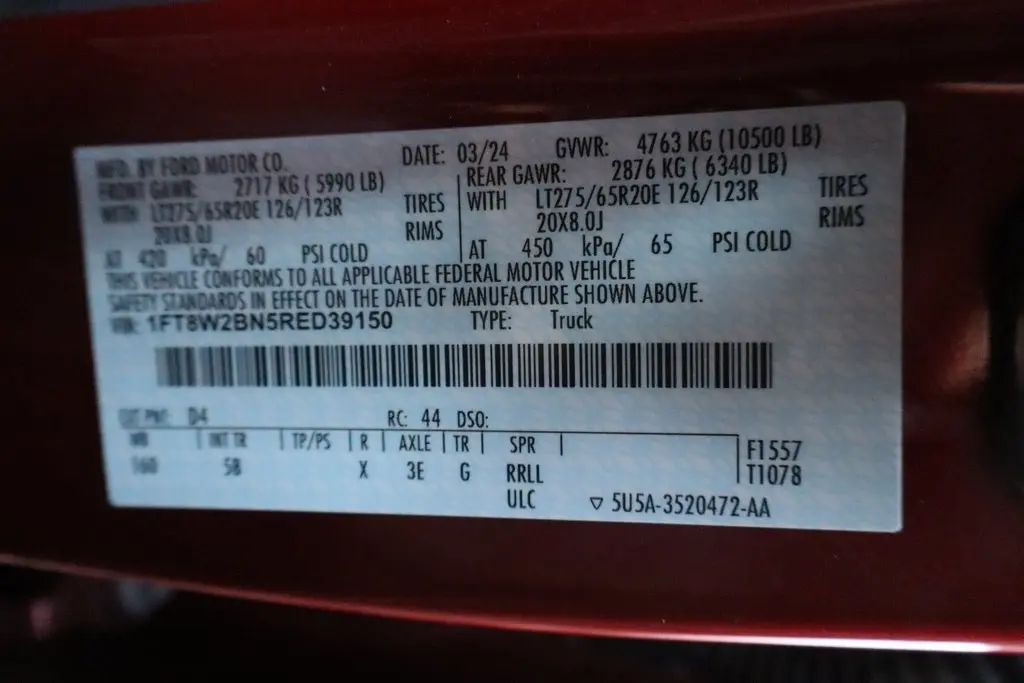 MFD. BY FORD MOTOR CO. DATE: 03/24 GVWR: 4763 KG (10500 LB)
FRONT GAWR: 2717 KG ( 5990 LB) REAR GAWR: 2876 KG ( 6340 LB)
WITH LT275/65R20E 126/123R TIRES WITH LT275/65R20E 126/123R TIRES
20X8.0J RIMS 20X8.0J RIMS
AT 420 kPa/ 60 PSI COLD AT 450 kPa/ 65 PSI COLD
THIS VEHICLE CONFORMS TO ALL APPLICABLE FEDERAL MOTOR VEHICLE
SAFETY STANDARDS IN EFFECT ON THE DATE OF MANUFACTURE SHOWN ABOVE.
VIN: 1FT8W2BN5RED39150 TYPE: Truck
EXT PNT: D4 RC: 44 DSO:
WB INT TR TP/PS R AXLE TR SPR F1557
160 5B X 3E G RRLL T1078
ULC ▽ 5U5A-3520472-AA